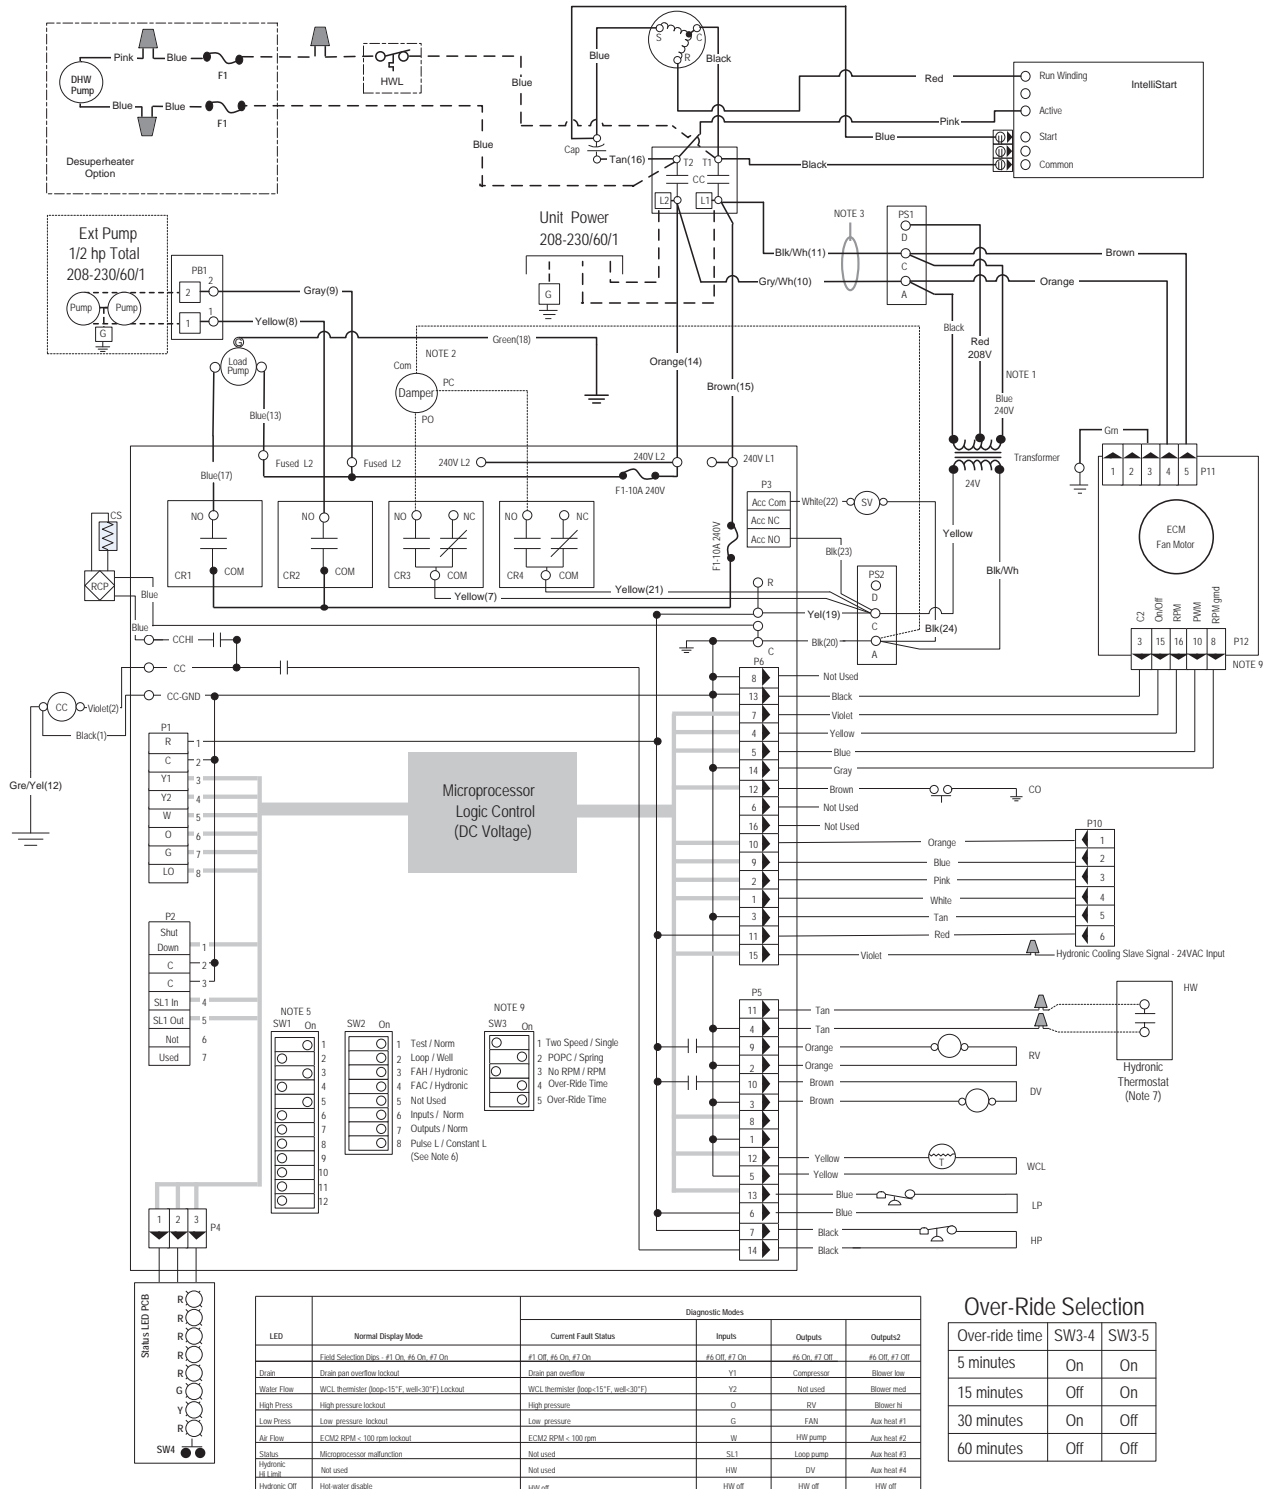 Pink
Blue
F1
DHW
Pump
Blue
Blue
F1
Desuperheater
Option
HWL
Blue
Blue
S
C
R
Blue
Black
Cap
Tan(16)
T2
T1
CC
L2
L1
Red
Pink
Blue
Black
Run Winding
IntelliStart
Active
Start
Common
Ext Pump
1/2 hp Total
208-230/60/1
Pump
Pump
G
PB1
2
2
1
1
Gray(9)
Yellow(8)
Unit Power
208-230/60/1
G
NOTE 3
Blk/Wh(11)
Gry/Wh(10)
PS1
D
C
A
Brown
Orange
Black
Red
208V
NOTE 1
Blue
240V
Transformer
24V
Yellow
Blk/Wh
G
Load
Pump
Green(18)
NOTE 2
Com
PC
Damper
PO
Orange(14)
Brown(15)
Blue(13)
Blue(17)
Fused L2
Fused L2
240V L2
240V L2
240V L1
F1-10A 240V
F1-10A 240V
NO
CR1
COM
NO
CR2
COM
NO
NC
CR3
COM
NO
NC
CR4
COM
Yellow(7)
Yellow(21)
P3
Acc Com
Acc NC
Acc NO
White(22)
SV
Blk(23)
PS2
D
C
A
Yel(19)
Blk(20)
Blk(24)
R
C
Grn
1 2 3 4 5
P11
ECM
Fan Motor
C2
On/Off
RPM
PWM
RPM grnd
3 15 16 10 8
P12
NOTE 9
CS
RCP
Blue
Blue
CCHI
CC
CC-GND
CC
Violet(2)
Black(1)
Gre/Yel(12)
P1
R 1
C 2
Y1 3
Y2 4
W 5
O 6
G 7
LO 8
Microprocessor
Logic Control
(DC Voltage)
P2
Shut
Down 1
C 2
C 3
SL1 In 4
SL1 Out 5
Not 6
Used 7
P6
8 Not Used
13 Black
7 Violet
4 Yellow
5 Blue
14 Gray
12 Brown CO
6 Not Used
16 Not Used
10 Orange
9 Blue
2 Pink
1 White
3 Tan
11 Red
15 Violet
Hydronic Cooling Slave Signal - 24VAC Input
P10
1
2
3
4
5
6
P5
11 Tan
4 Tan
9 Orange
2 Orange
10 Brown
3 Brown
8
1
12 Yellow
5 Yellow
13 Blue
6 Blue
7 Black
14 Black
RV
DV
T
WCL
LP
HP
HW
Hydronic
Thermostat
(Note 7)
NOTE 5
SW1 On
1
2
3
4
5
6
7
8
9
10
11
12
SW2 On
1 Test / Norm
2 Loop / Well
3 FAH / Hydronic
4 FAC / Hydronic
5 Not Used
6 Inputs / Norm
7 Outputs / Norm
8 Pulse L / Constant L
(See Note 6)
NOTE 9
SW3 On
1 Two Speed / Single
2 POPC / Spring
3 No RPM / RPM
4 Over-Ride Time
5 Over-Ride Time
1 2 3
P4
Status LED PCB
R
R
R
R
R
G
Y
R
SW4
Diagnostic Modes
LED Normal Display Mode Current Fault Status Inputs Outputs Outputs2
Field Selection Dips - #1 On, #6 On, #7 On #1 Off, #6 On, #7 On #6 Off, #7 On #6 On, #7 Off #6 Off, #7 Off
Drain Drain pan overflow lockout Drain pan overflow Y1 Compressor Blower low
Water Flow WCL thermister (loop<15°F, well<30°F) Lockout WCL thermister (loop<15°F, well<30°F) Y2 Not used Blower med
High Press High pressure lockout High pressure O RV Blower hi
Low Press Low pressure lockout Low pressure G FAN Aux heat #1
Air Flow ECM2 RPM < 100 rpm lockout ECM2 RPM < 100 rpm W HW pump Aux heat #2
Status Microprocessor malfunction Not used SL1 Loop pump Aux heat #3
Hydronic
Hi Limit Not used Not used HW DV Aux heat #4
Hydronic Off Hot-water disable HW off HW off HW off HW off
Over-Ride Selection
Over-ride time SW3-4 SW3-5
5 minutes On On
15 minutes Off On
30 minutes On Off
60 minutes Off Off